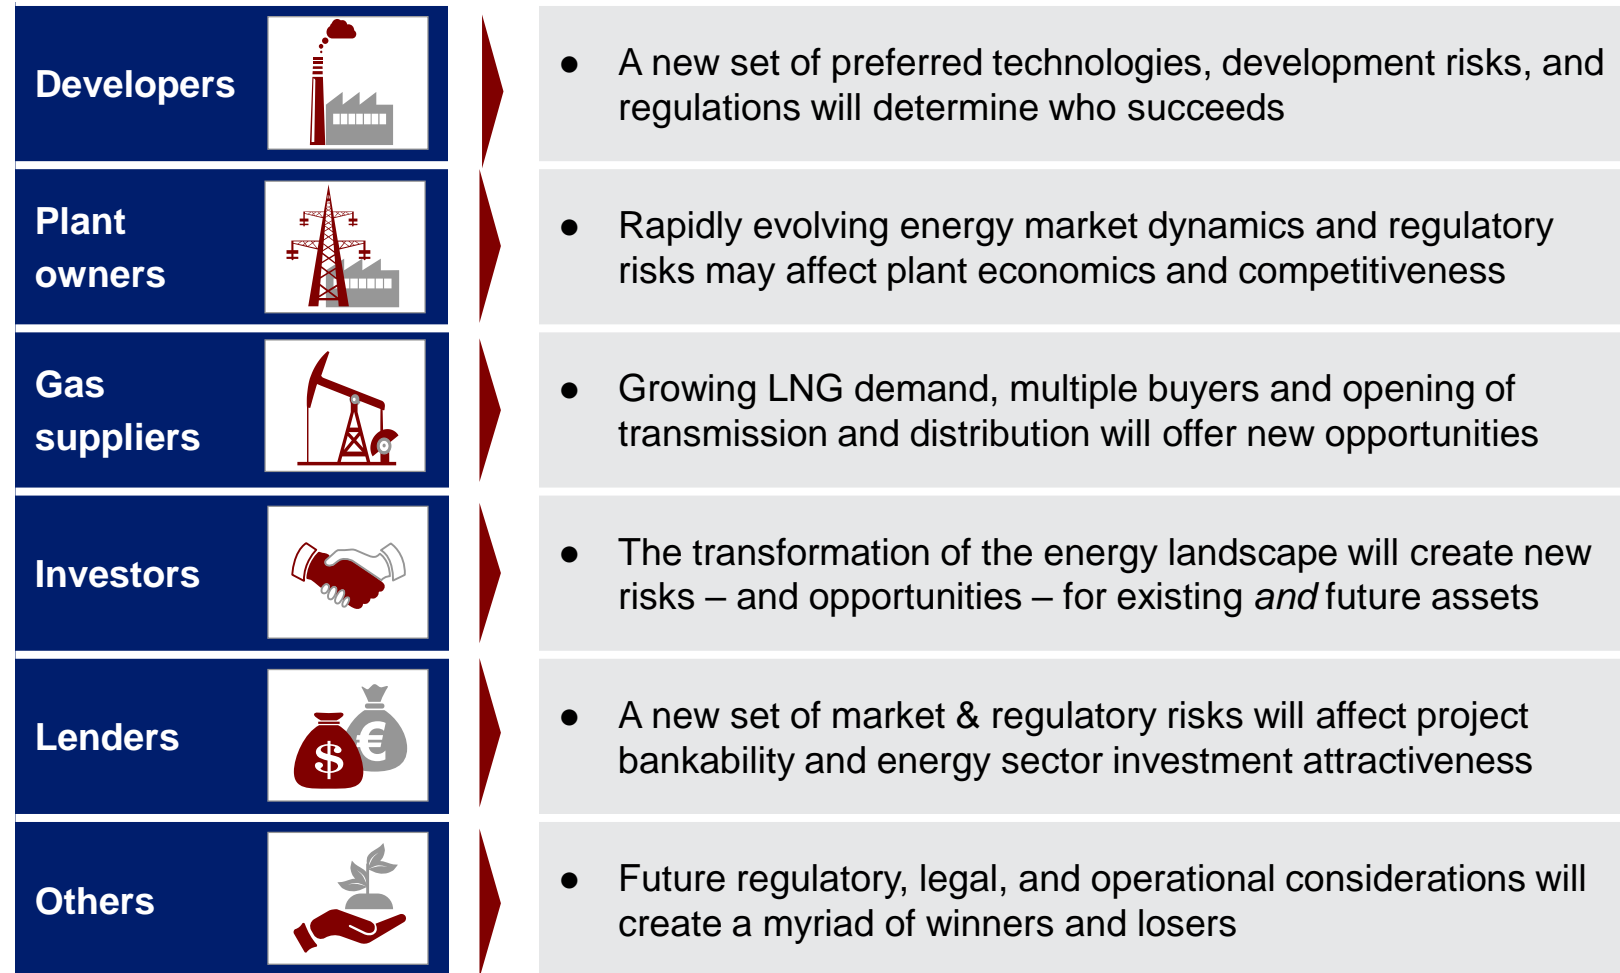 Developers
● A new set of preferred technologies, development risks, and
regulations will determine who succeeds
Plant
owners
● Rapidly evolving energy market dynamics and regulatory
risks may affect plant economics and competitiveness
Gas
suppliers
● Growing LNG demand, multiple buyers and opening of
transmission and distribution will offer new opportunities
Investors
● The transformation of the energy landscape will create new
risks – and opportunities – for existing and future assets
Lenders
$ €
● A new set of market & regulatory risks will affect project
bankability and energy sector investment attractiveness
Others
● Future regulatory, legal, and operational considerations will
create a myriad of winners and losers